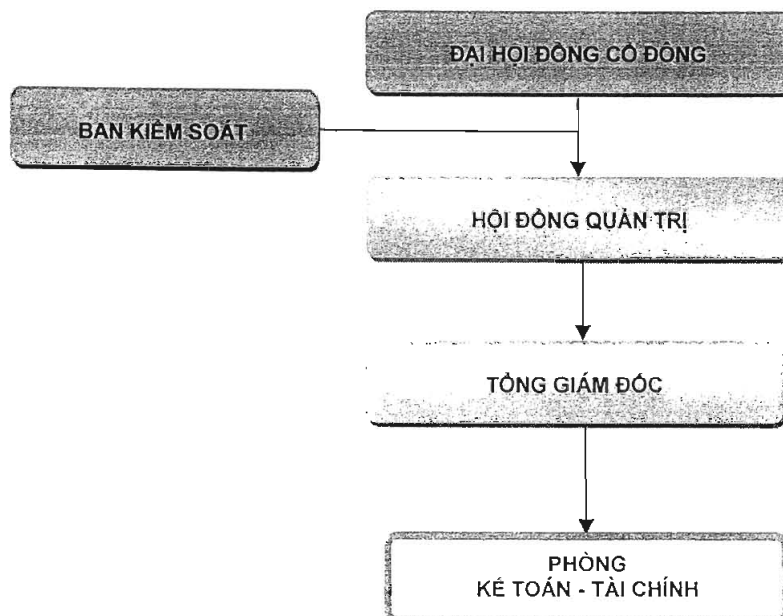 ĐẠI HỘI ĐỒNG CỔ ĐÔNG
BAN KIỂM SOÁT
HỘI ĐỒNG QUẢN TRỊ
TỔNG GIÁM ĐỐC
PHÒNG
KẾ TOÁN - TÀI CHÍNH